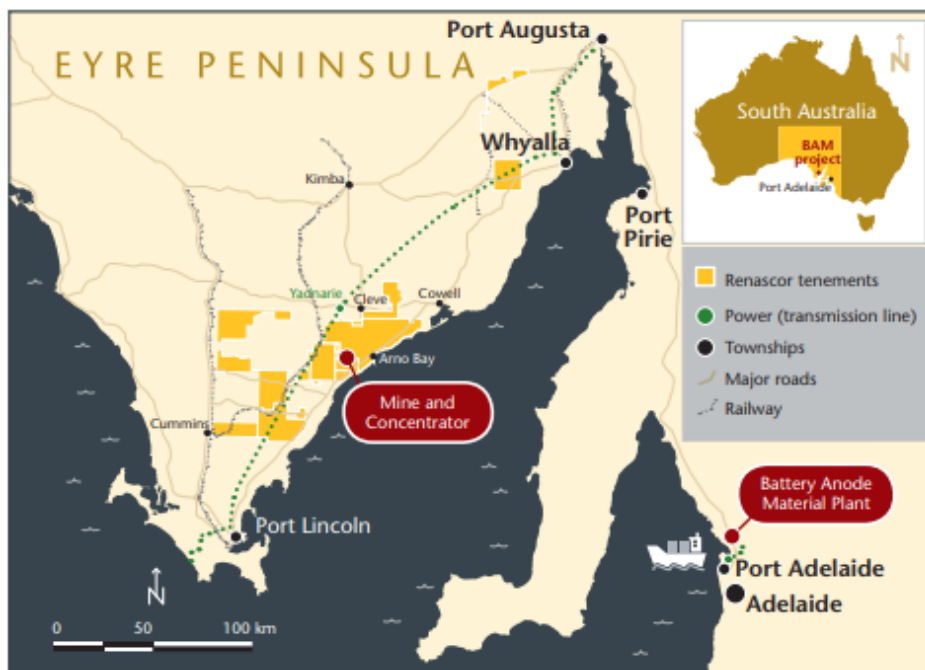 EYRE PENINSULA
Port Augusta
Whyalla
Kimba
Port
Pirie
Yadnarie
Cleve
Cowell
Arno Bay
Mine and
Concentrator
Cummins
Port Lincoln
N
0 50 100 km
Battery Anode
Material Plant
Port Adelaide
Adelaide
N
South Australia
BAM
project
Port Adelaide
Renascor tenements
Power (transmission line)
Townships
Major roads
Railway